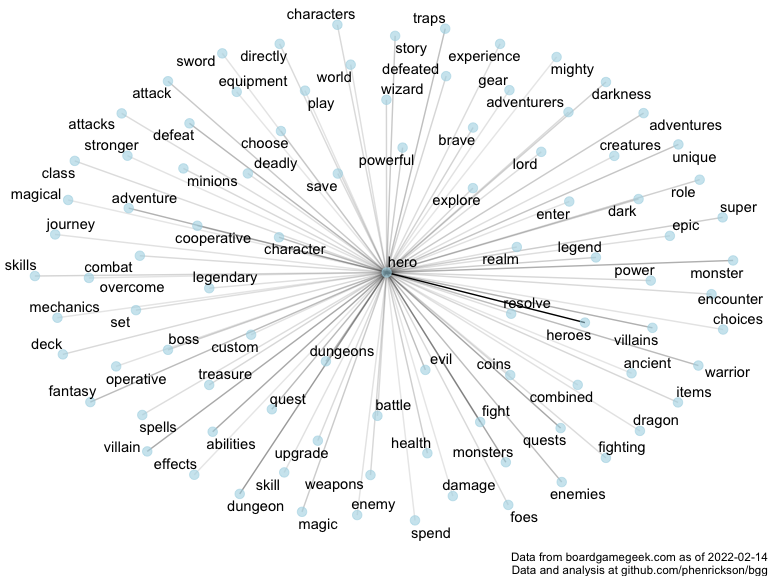 characters
traps
story
sword
directly
experience
defeated
world
mighty
equipment
gear
attack
wizard
darkness
play
adventurers
attacks
defeat
adventures
choose
brave
stronger
creatures
unique
powerful
deadly
lord
class
minions
save
magical
adventure
explore
role
enter
dark
super
journey
cooperative
epic
character
legend
realm
hero
skills
combat
power
monster
legendary
overcome
encounter
mechanics
resolve
set
choices
heroes
villains
deck
boss
custom
dungeons
evil
coins
ancient
warrior
operative
treasure
fantasy
items
combined
quest
battle
fight
dragon
spells
villain
abilities
health
quests
fighting
upgrade
monsters
effects
skill
weapons
damage
enemies
dungeon
enemy
foes
magic
spend
Data from boardgamegeek.com as of 2022-02-14
Data and analysis at github.com/phenrickson/bgg